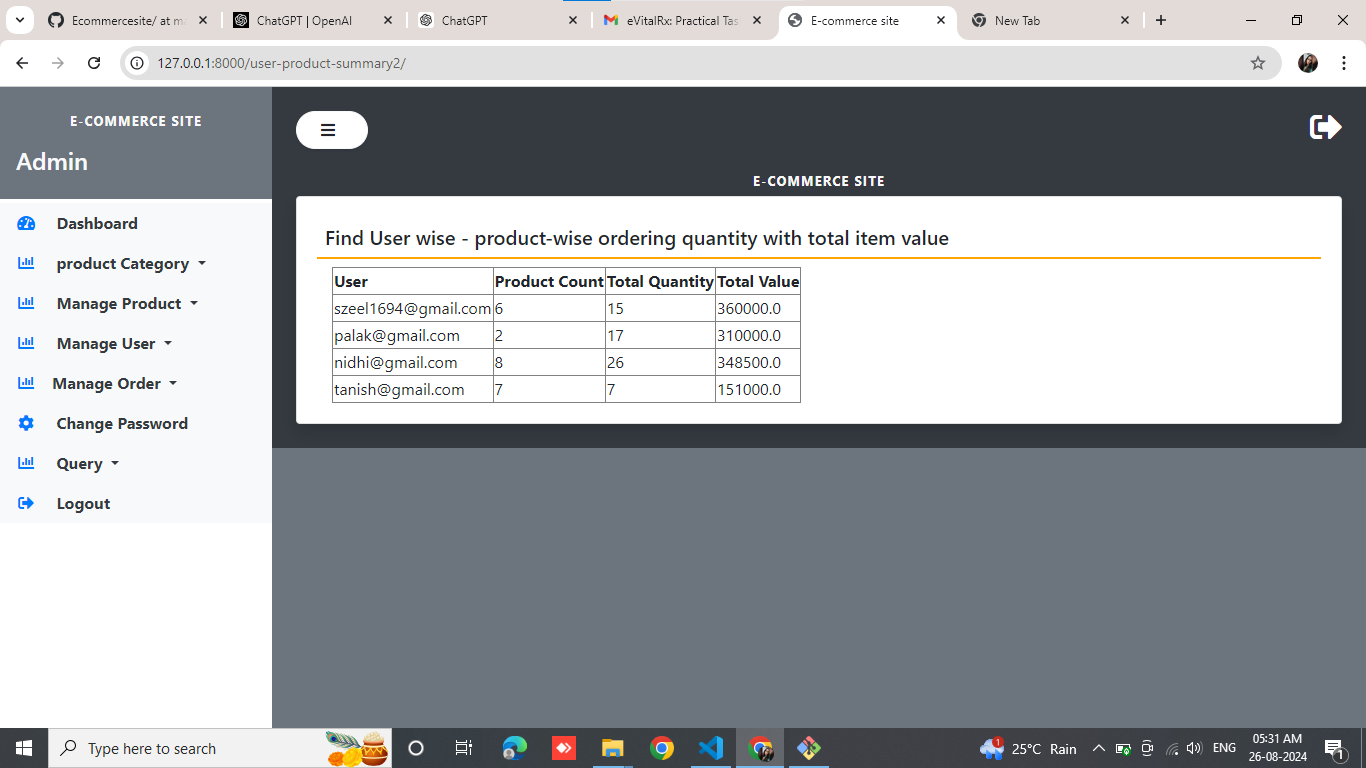 Ecommercesite/ at ma
ChatGPT | OpenAI
ChatGPT
eVitalRx: Practical Tas
E-commerce site
New Tab
127.0.0.1:8000/user-product-summary2/
E-COMMERCE SITE
Admin
Dashboard
product Category
Manage Product
Manage User
Manage Order
Change Password
Query
Logout
E-COMMERCE SITE
Find User wise - product-wise ordering quantity with total item value
User Product Count Total Quantity Total Value
szeel1694@gmail.com 6 15 360000.0
palak@gmail.com 2 17 310000.0
nidhi@gmail.com 8 26 348500.0
tanish@gmail.com 7 7 151000.0
Type here to search
1
25°C Rain
ENG
05:31 AM
26-08-2024
1